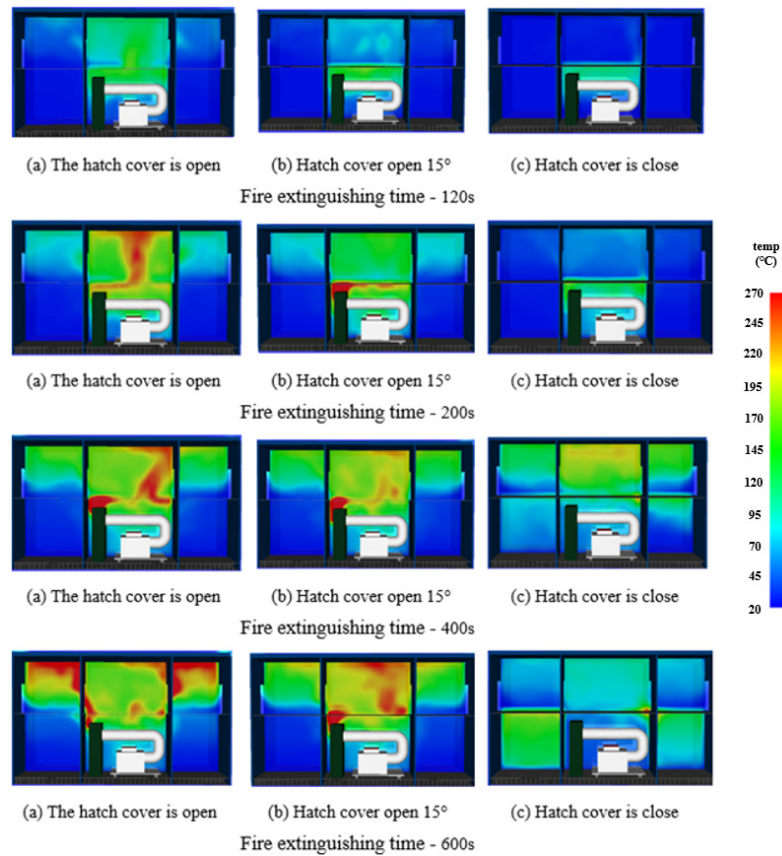 (a) The hatch cover is open (b) Hatch cover open 15° (c) Hatch cover is close
Fire extinguishing time - 120s
temp
(℃)
270
245
220
195
170
145
120
95
70
45
20
(a) The hatch cover is open (b) Hatch cover open 15° (c) Hatch cover is close
Fire extinguishing time - 200s
(a) The hatch cover is open (b) Hatch cover open 15° (c) Hatch cover is close
Fire extinguishing time - 400s
(a) The hatch cover is open (b) Hatch cover open 15° (c) Hatch cover is close
Fire extinguishing time - 600s